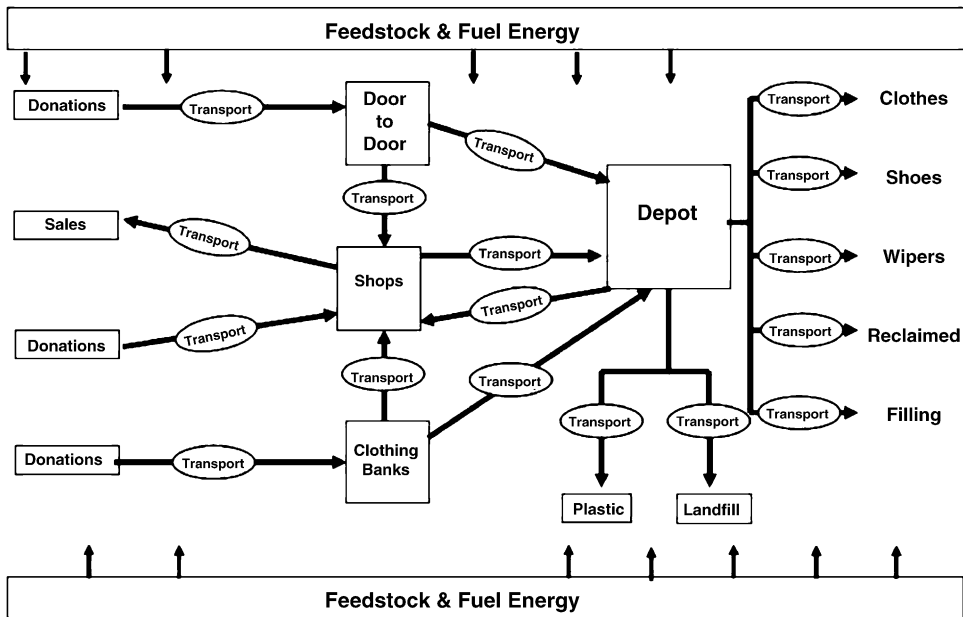 Feedstock & Fuel Energy
Donations
Transport
Door
to
Door
Transport
Transport
Clothes
Transport
Shoes
Transport
Depot
Sales
Transport
Transport
Transport
Wipers
Shops
Transport
Donations
Transport
Transport
Reclaimed
Transport
Transport
Transport
Transport
Transport
Filling
Donations
Transport
Clothing
Banks
Plastic
Landfill
Feedstock & Fuel Energy